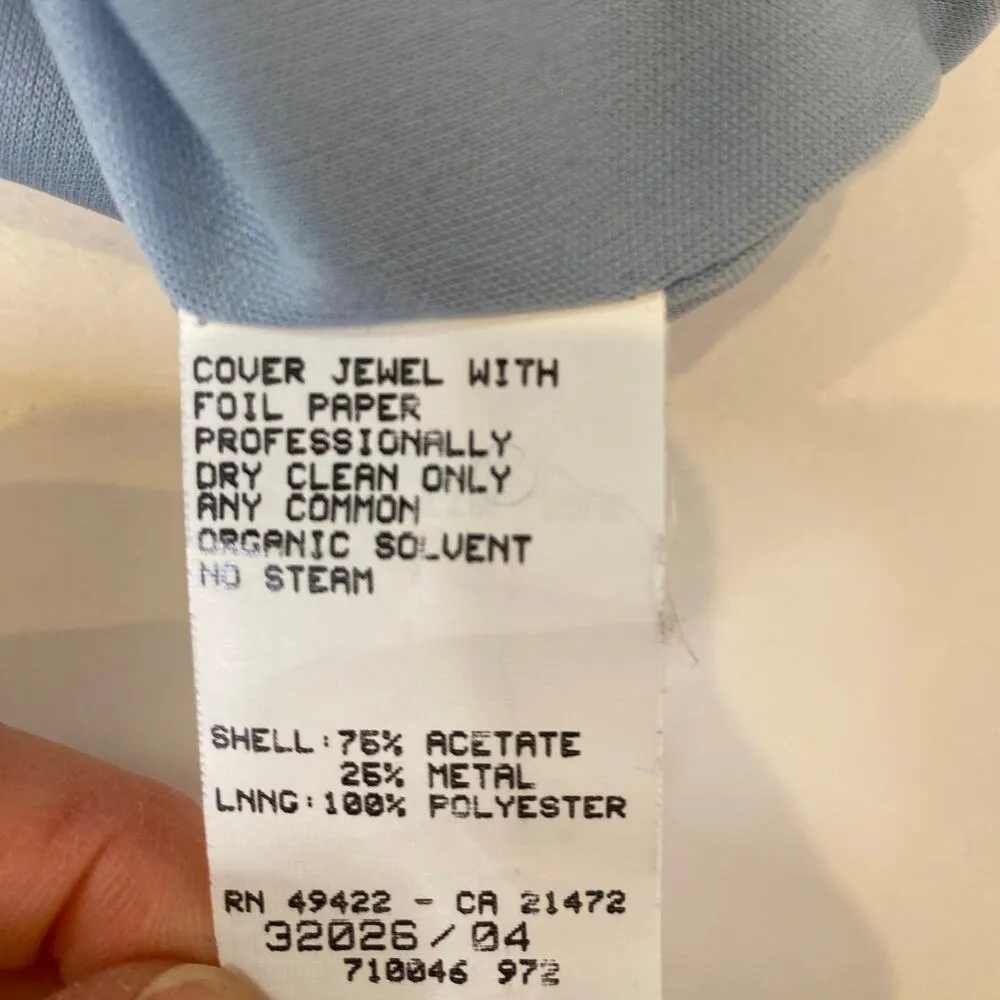 COVER JEWEL WITH
FOIL PAPER
PROFESSIONALLY
DRY CLEAN ONLY
ANY COMMON
ORGANIC SOLVENT
NO STEAM
SHELL:75% ACETATE
25% METAL
LNNG:100% POLYESTER
RN 49422 - CA 21472
32026/04
710046 972